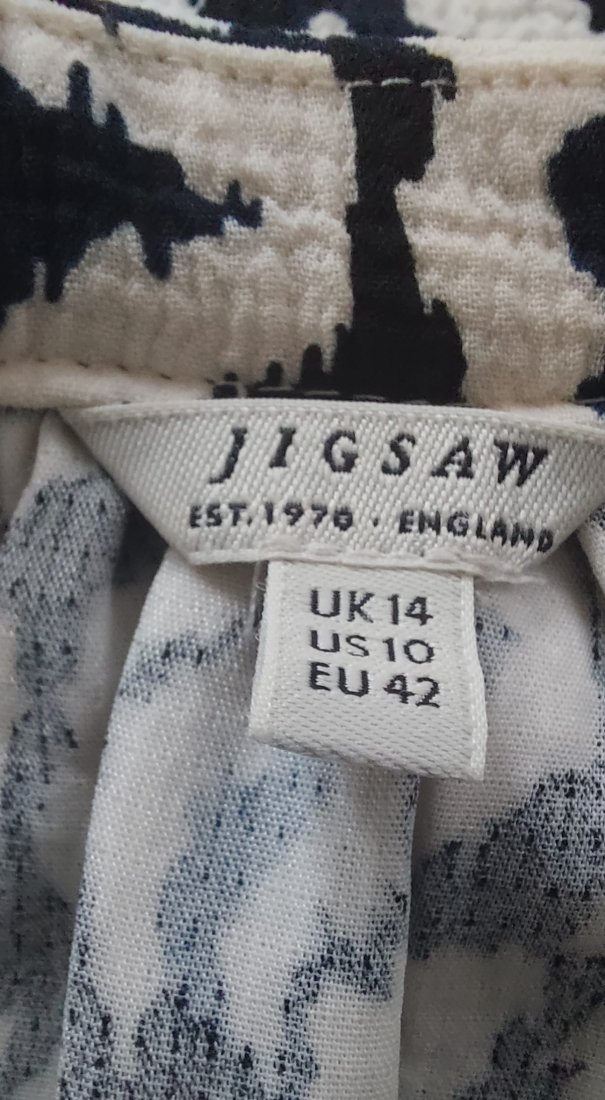 JIGSAW
EST. 1970 · ENGLAND
UK 14
US 10
EU 42